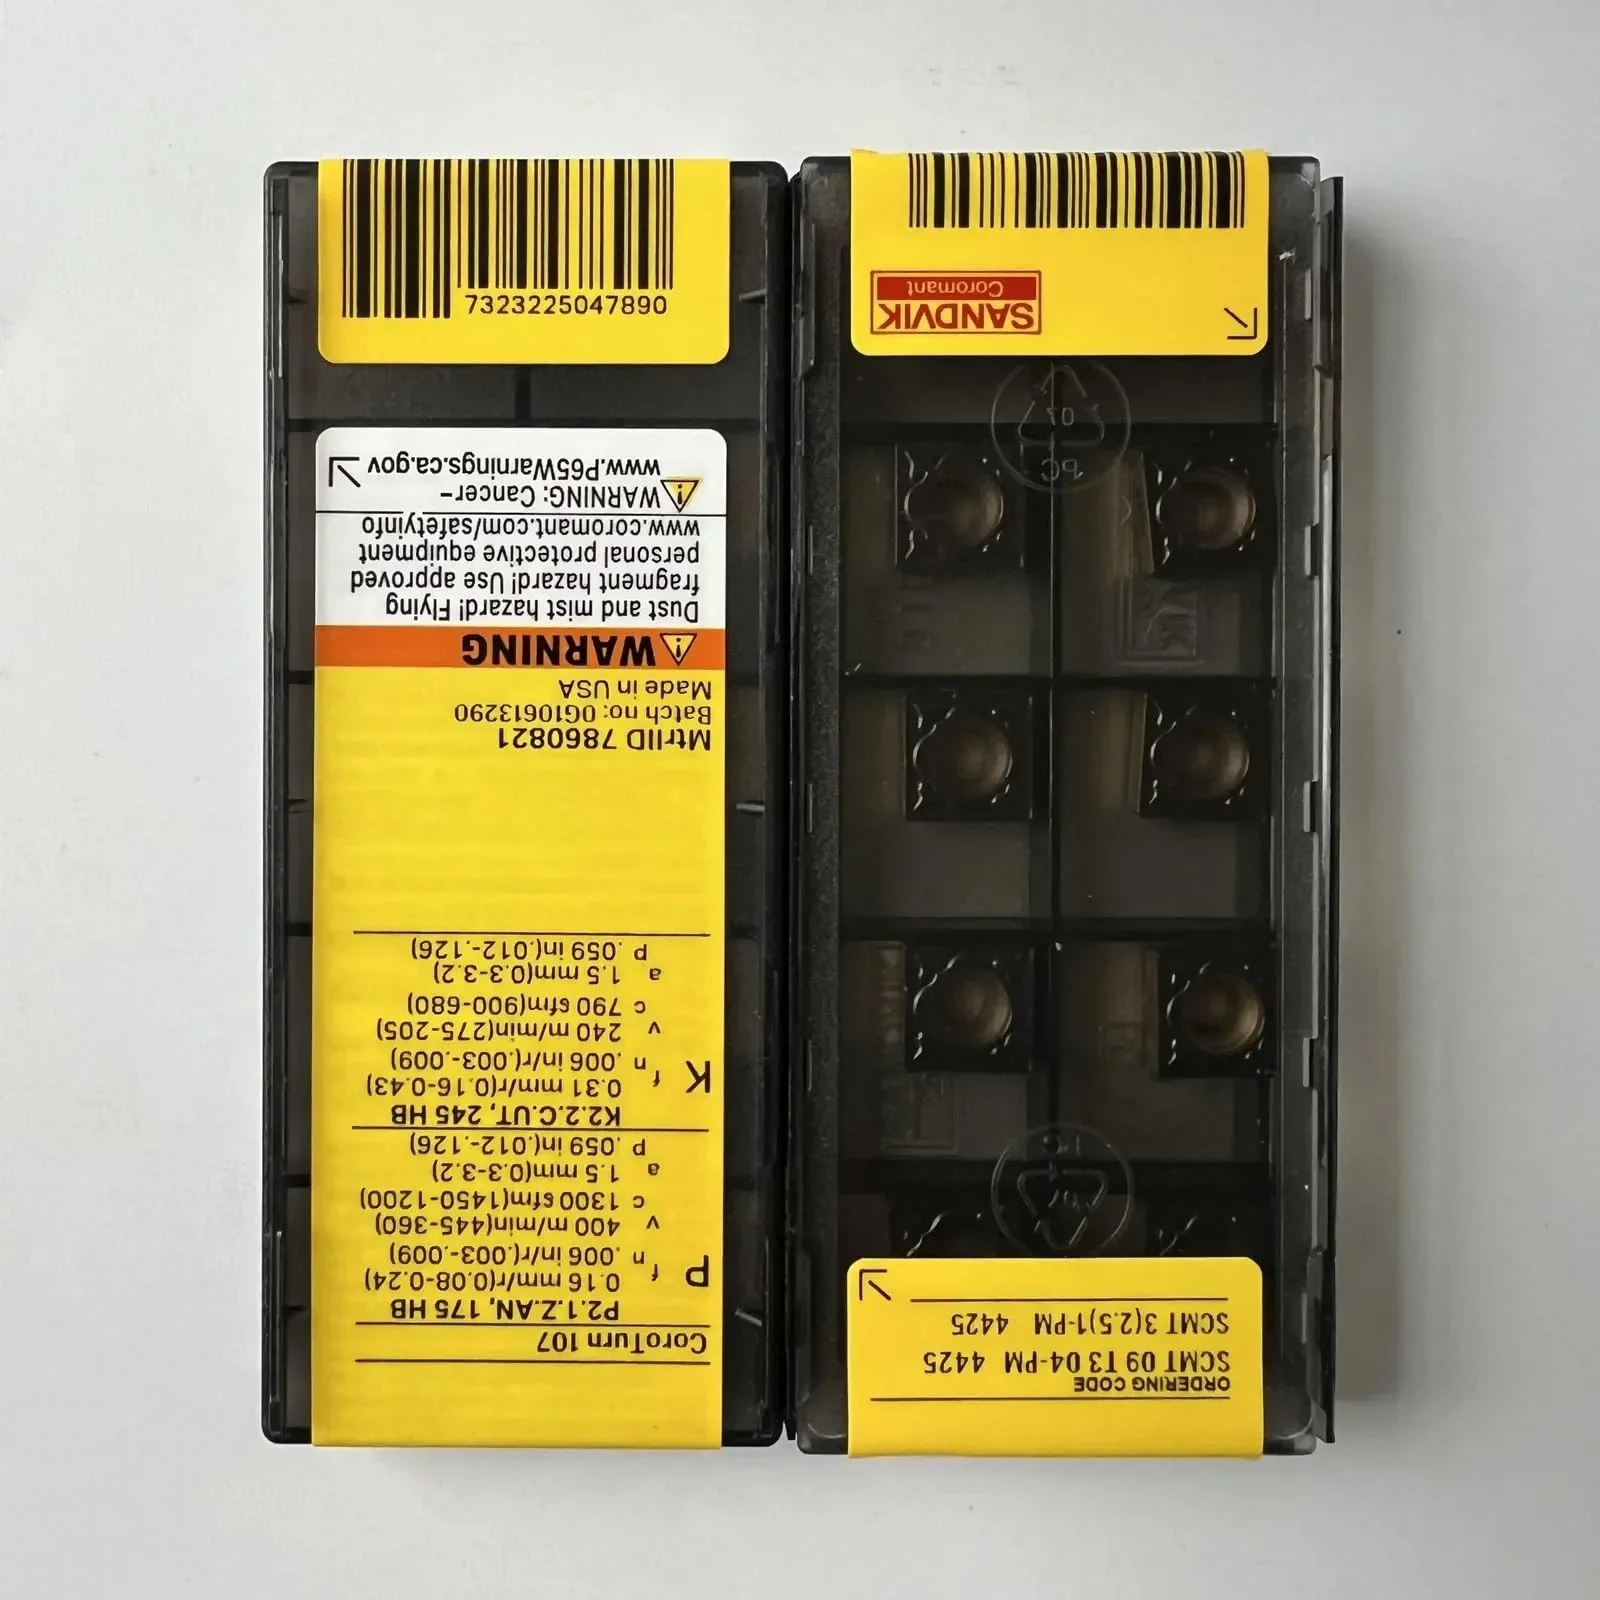 7323225047890
CoroTurn 107
P2.1.Z.AN, 175 HB
P
f n 0.16 mm/r(0.08-0.24)
.006 in/r(.003-.009)
v c 400 m/min(445-360)
1300 sfm(1450-1200)
a p 1.5 mm(0.3-3.2)
.059 in(.012-.126)
K2.2.C.UT, 245 HB
K
f n 0.31 mm/r(0.16-0.43)
.006 in/r(.003-.009)
v c 240 m/min(275-205)
790 sfm(900-680)
a p 1.5 mm(0.3-3.2)
.059 in(.012-.126)
MtrlID 7860821
Batch no: 0G10613290
Made in USA
WARNING
Dust and mist hazard! Flying
fragment hazard! Use approved
personal protective equipment
www.coromant.com/safetyinfo
WARNING: Cancer-
www.P65Warnings.ca.gov
ORDERING CODE
SCMT 09 T3 04-PM 4425
SCMT 3(2.5)1-PM 4425
SANDVIK
Coromant
07
PC
07
PC